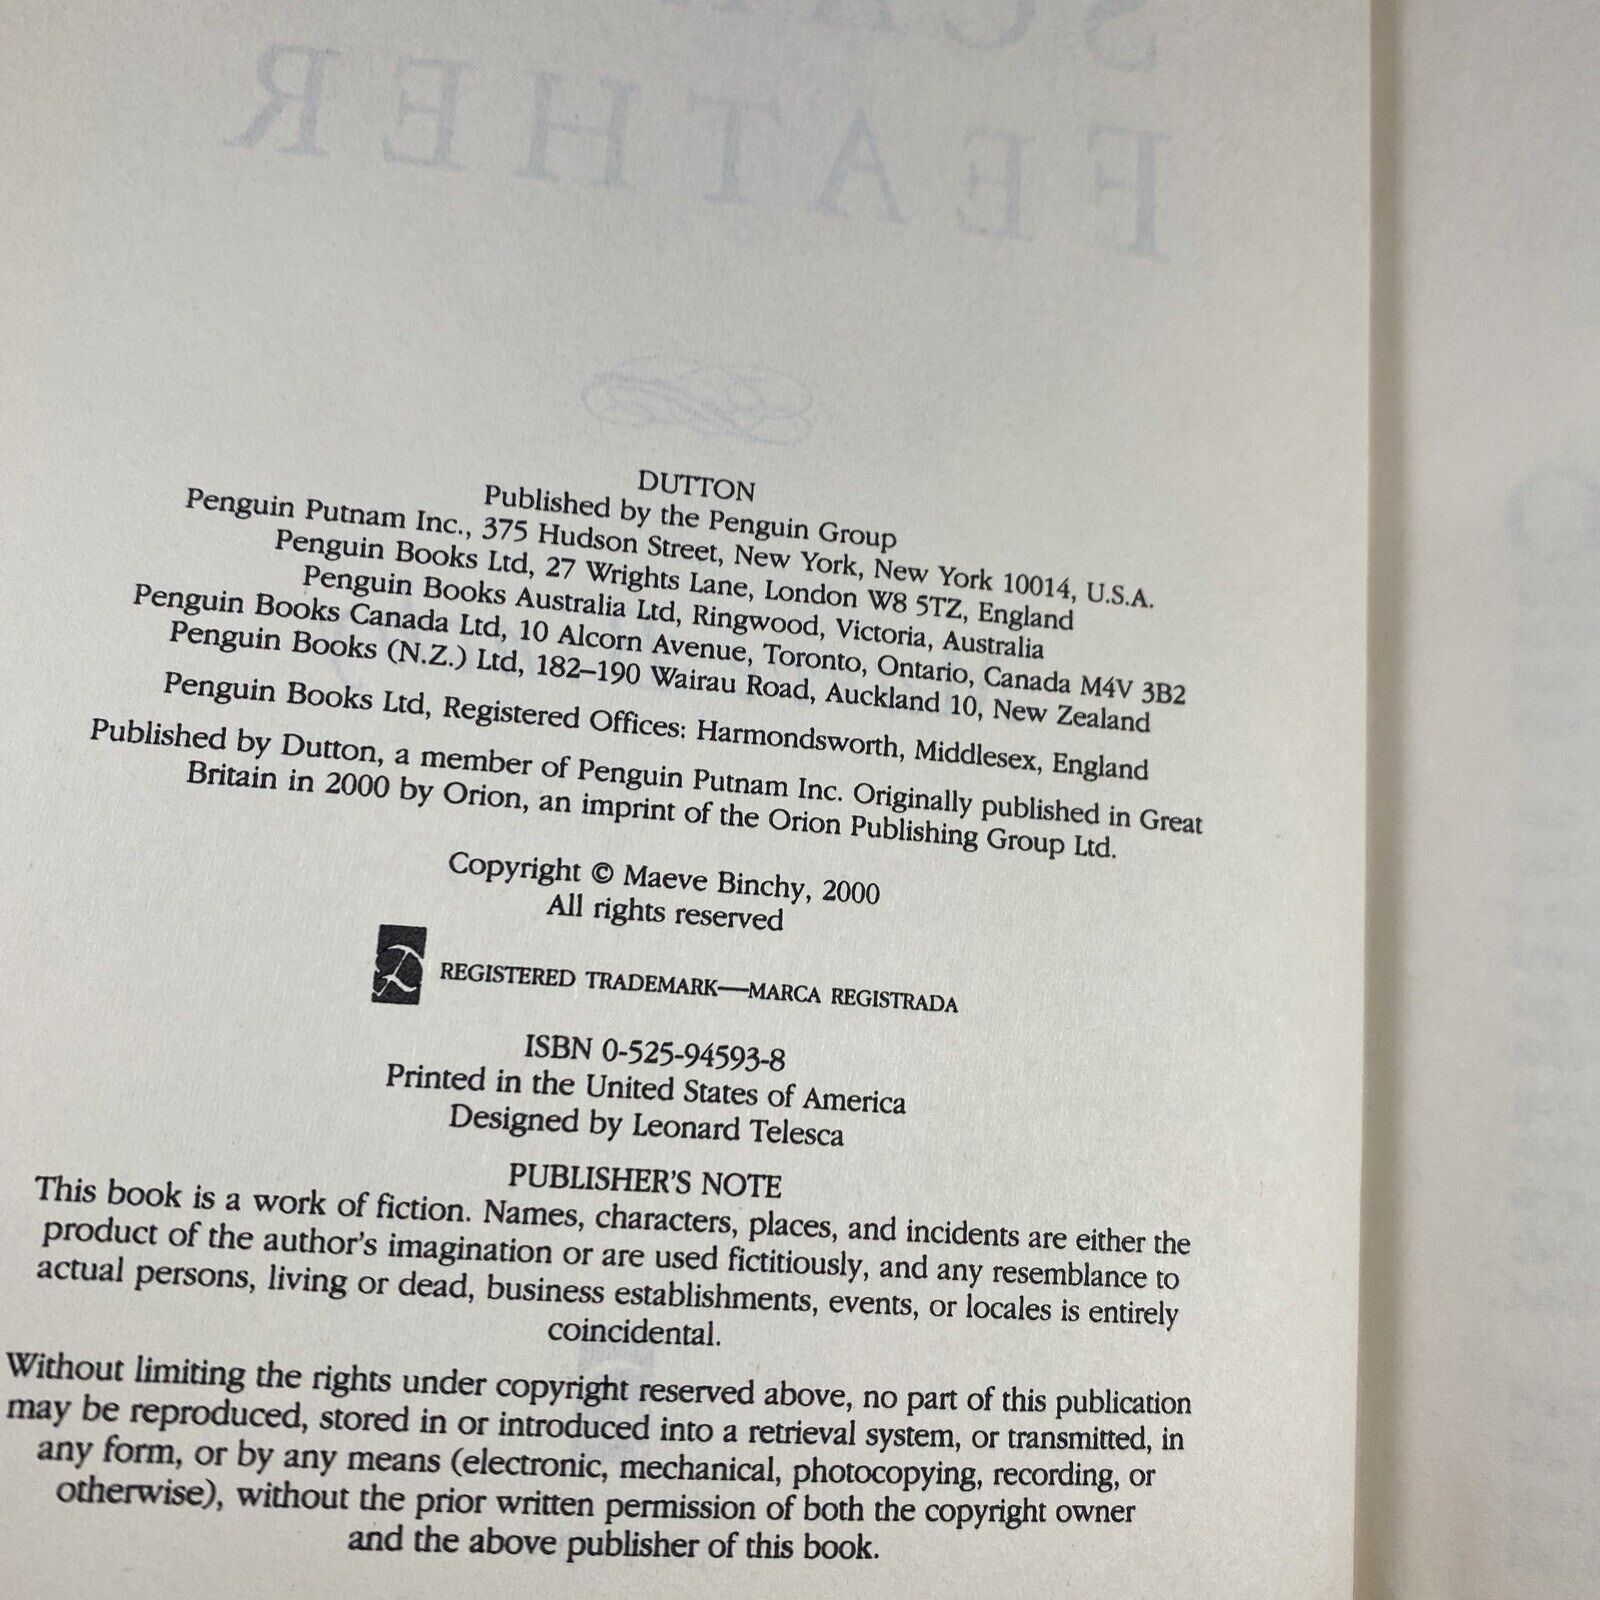 FEATHER
DUTTON
Published by the Penguin Group
Penguin Putnam Inc., 375 Hudson Street, New York, New York 10014, U.S.A.
Penguin Books Ltd, 27 Wrights Lane, London W8 5TZ, England
Penguin Books Australia Ltd, Ringwood, Victoria, Australia
Penguin Books Canada Ltd, 10 Alcorn Avenue, Toronto, Ontario, Canada M4V 3B2
Penguin Books (N.Z.) Ltd, 182–190 Wairau Road, Auckland 10, New Zealand
Penguin Books Ltd, Registered Offices: Harmondsworth, Middlesex, England
Published by Dutton, a member of Penguin Putnam Inc. Originally published in Great
Britain in 2000 by Orion, an imprint of the Orion Publishing Group Ltd.
Copyright © Maeve Binchy, 2000
All rights reserved
REGISTERED TRADEMARK—MARCA REGISTRADA
ISBN 0-525-94593-8
Printed in the United States of America
Designed by Leonard Telesca
PUBLISHER'S NOTE
This book is a work of fiction. Names, characters, places, and incidents are either the
product of the author's imagination or are used fictitiously, and any resemblance to
actual persons, living or dead, business establishments, events, or locales is entirely
coincidental.
Without limiting the rights under copyright reserved above, no part of this publication
may be reproduced, stored in or introduced into a retrieval system, or transmitted, in
any form, or by any means (electronic, mechanical, photocopying, recording, or
otherwise), without the prior written permission of both the copyright owner
and the above publisher of this book.